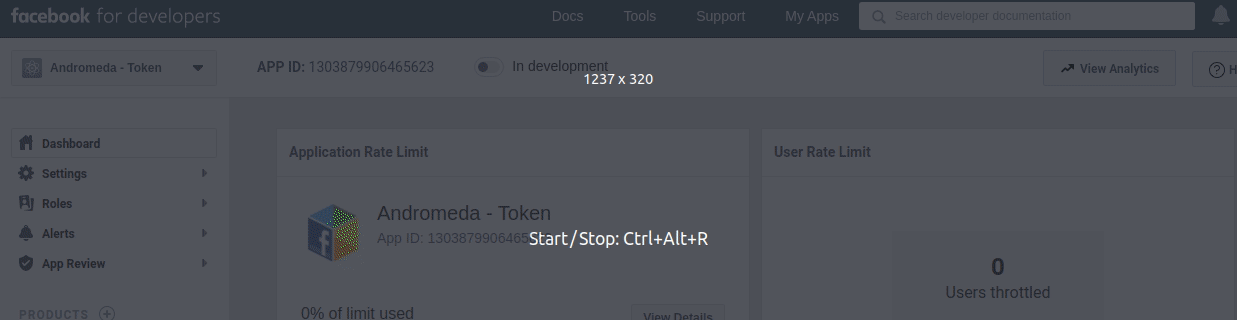 facebook for developers Docs Tools Support My Apps Search developer documentation
Andromeda - Token APP ID: 1303879906465623 In development View Analytics
1237 x 320
Dashboard
Settings
Roles
Alerts
App Review
PRODUCTS
Application Rate Limit
Andromeda - Token
App ID: 130387990646
Start/Stop: Ctrl+Alt+R
0% of limit used View Details
User Rate Limit
0
Users throttled